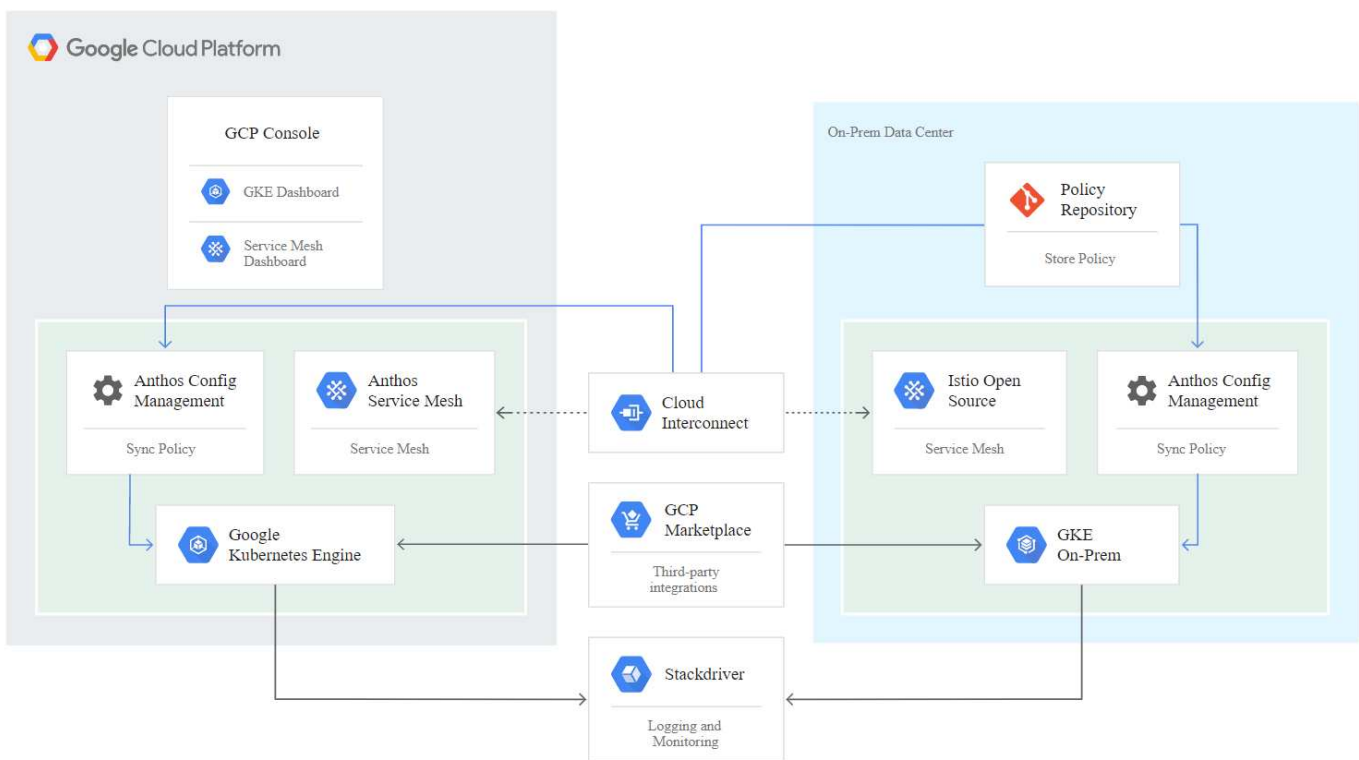 Google Cloud Platform
GCP Console
GKE Dashboard
Service Mesh
Dashboard
On-Prem Data Center
Policy
Repository
Store Policy
Anthos Config
Management
Sync Policy
Anthos
Service Mesh
Service Mesh
Cloud
Interconnect
Istio Open
Source
Service Mesh
Anthos Config
Management
Sync Policy
Google
Kubernetes Engine
GCP
Marketplace
Third-party
integrations
GKE
On-Prem
Stackdriver
Logging and
Monitoring